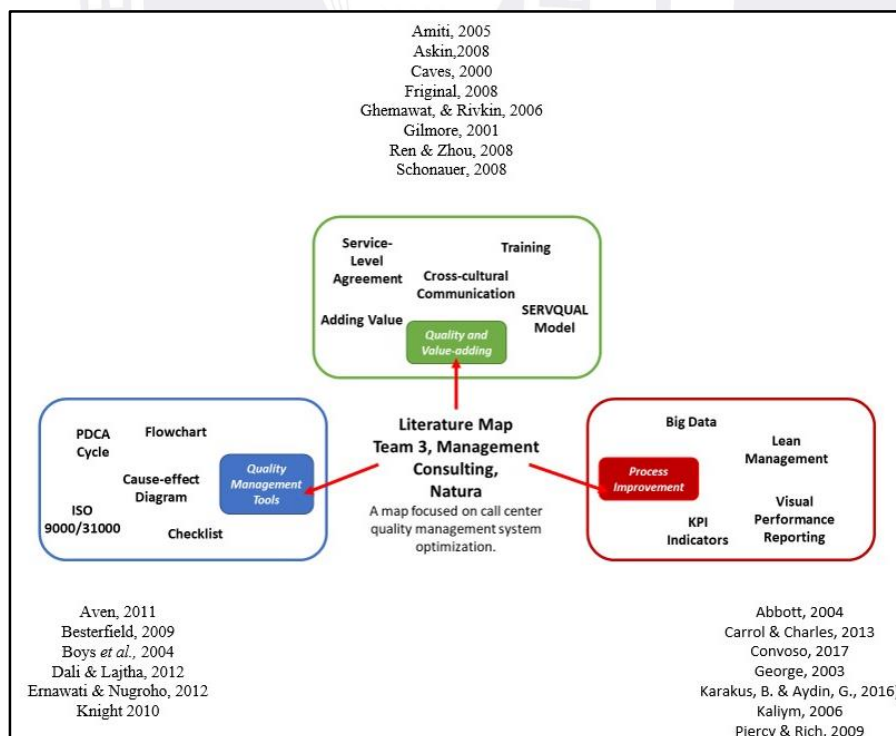 Amiti, 2005
Askin,2008
Caves, 2000
Friginal, 2008
Ghemawat, & Rivkin, 2006
Gilmore, 2001
Ren & Zhou, 2008
Schonauer, 2008
Service-
Level
Agreement
Training
Cross-cultural
Communication
Adding Value
SERVQUAL
Model
Quality and
Value-adding
PDCA
Cycle
Flowchart
Cause-effect
Diagram
Quality
Management
Tools
ISO
9000/31000
Checklist
Literature Map
Team 3, Management
Consulting,
Natura
A map focused on call center
quality management system
optimization.
Big Data
Lean
Management
Process
Improvement
KPI
Indicators
Visual
Performance
Reporting
Aven, 2011
Besterfield, 2009
Boys et al., 2004
Dali & Lajtha, 2012
Ernawati & Nugroho, 2012
Knight 2010
Abbott, 2004
Carrol & Charles, 2013
Convoso, 2017
George, 2003
Karakus, B. & Aydin, G., 2016)
Kaliym, 2006
Piercy & Rich, 2009